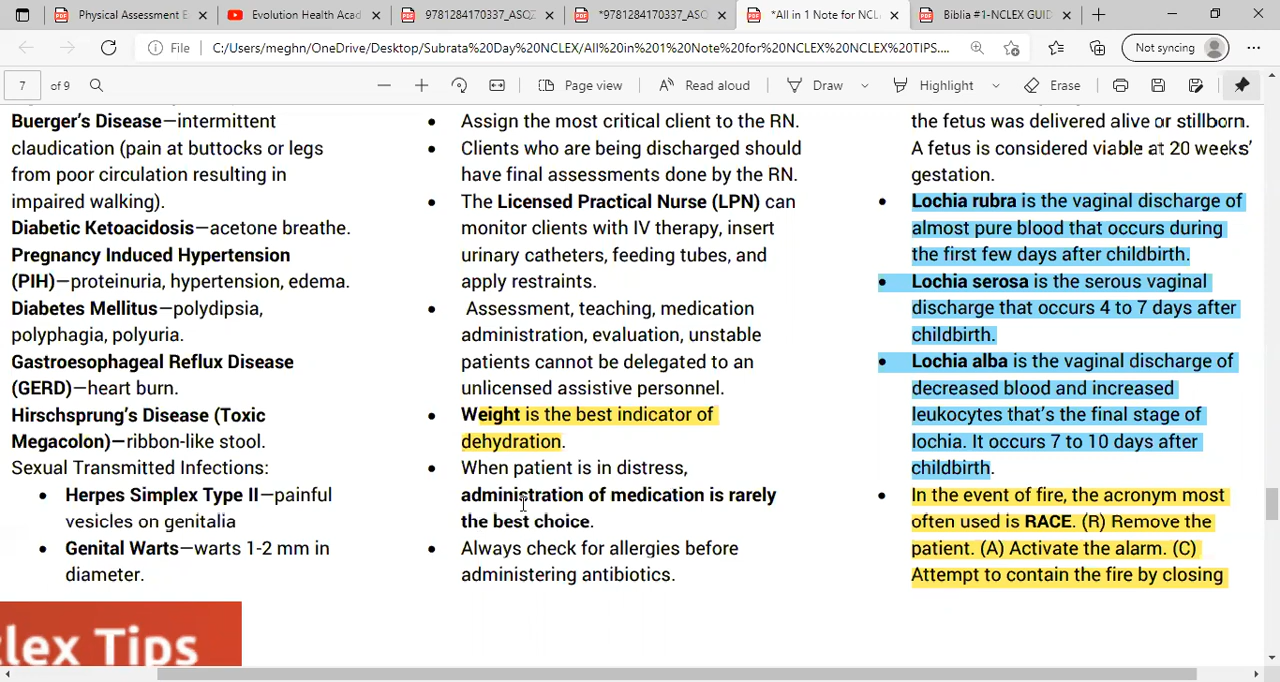 Physical Assessment E
Evolution Health Acad
9781284170337_ASQ
*9781284170337_ASQ
*All in 1 Note for NCL
Biblia #1-NCLEX GUID
File
C:/Users/meghn/OneDrive/Desktop/Subrata%20Day%20NCLEX/All%20in%201%20Note%20for%20NCLEX%20NCLEX%20TIPS....
Not syncing
7 of 9
Page view
Read aloud
Draw
Highlight
Erase
Buerger's Disease—intermittent
claudication (pain at buttocks or legs
from poor circulation resulting in
impaired walking).
Diabetic Ketoacidosis—acetone breathe.
Pregnancy Induced Hypertension
(PIH)—proteinuria, hypertension, edema.
Diabetes Mellitus—polydipsia,
polyphagia, polyuria.
Gastroesophageal Reflux Disease
(GERD)—heart burn.
Hirschsprung's Disease (Toxic
Megacolon)—ribbon-like stool.
Sexual Transmitted Infections:
• Herpes Simplex Type II—painful
vesicles on genitalia
• Genital Warts—warts 1-2 mm in
diameter.
lex Tips
• Assign the most critical client to the RN.
• Clients who are being discharged should
have final assessments done by the RN.
• The Licensed Practical Nurse (LPN) can
monitor clients with IV therapy, insert
urinary catheters, feeding tubes, and
apply restraints.
• Assessment, teaching, medication
administration, evaluation, unstable
patients cannot be delegated to an
unlicensed assistive personnel.
• Weight is the best indicator of
dehydration.
• When patient is in distress,
administration of medication is rarely
the best choice.
• Always check for allergies before
administering antibiotics.
the fetus was delivered alive or stillborn.
A fetus is considered viable at 20 weeks'
gestation.
• Lochia rubra is the vaginal discharge of
almost pure blood that occurs during
the first few days after childbirth.
• Lochia serosa is the serous vaginal
discharge that occurs 4 to 7 days after
childbirth.
• Lochia alba is the vaginal discharge of
decreased blood and increased
leukocytes that's the final stage of
lochia. It occurs 7 to 10 days after
childbirth.
• In the event of fire, the acronym most
often used is RACE. (R) Remove the
patient. (A) Activate the alarm. (C)
Attempt to contain the fire by closing